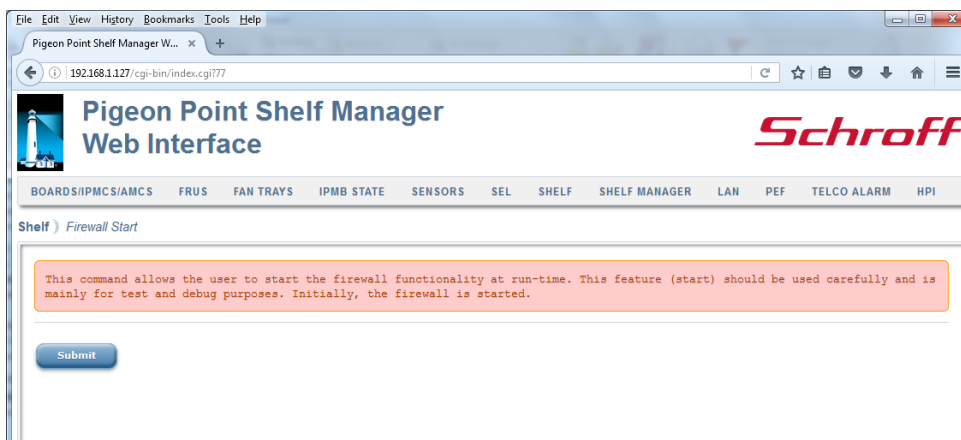 File Edit View History Bookmarks Tools Help
Pigeon Point Shelf Manager W... × +
192.168.1.127/cgi-bin/index.cgi?77
Pigeon Point Shelf Manager
Web Interface
Schroff
BOARDS/IPMCS/AMCS FRUS FAN TRAYS IPMB STATE SENSORS SEL SHELF SHELF MANAGER LAN PEF TELCO ALARM HPI
Shelf ) Firewall Start
This command allows the user to start the firewall functionality at run-time. This feature (start) should be used carefully and is
mainly for test and debug purposes. Initially, the firewall is started.
Submit